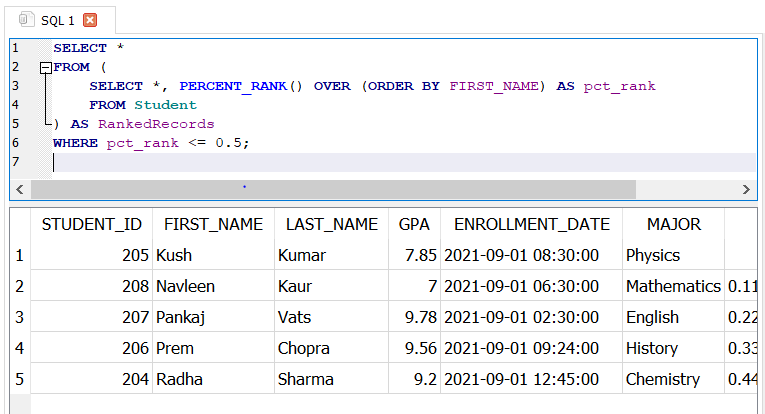 SQL 1
1 SELECT *
2 FROM (
3 SELECT *, PERCENT_RANK() OVER (ORDER BY FIRST_NAME) AS pct_rank
4 FROM Student
5 ) AS RankedRecords
6 WHERE pct_rank <= 0.5;
7
STUDENT_ID FIRST_NAME LAST_NAME GPA ENROLLMENT_DATE MAJOR
1 205 Kush Kumar 7.85 2021-09-01 08:30:00 Physics
2 208 Navleen Kaur 7 2021-09-01 06:30:00 Mathematics 0.11
3 207 Pankaj Vats 9.78 2021-09-01 02:30:00 English 0.22
4 206 Prem Chopra 9.56 2021-09-01 09:24:00 History 0.33
5 204 Radha Sharma 9.2 2021-09-01 12:45:00 Chemistry 0.44